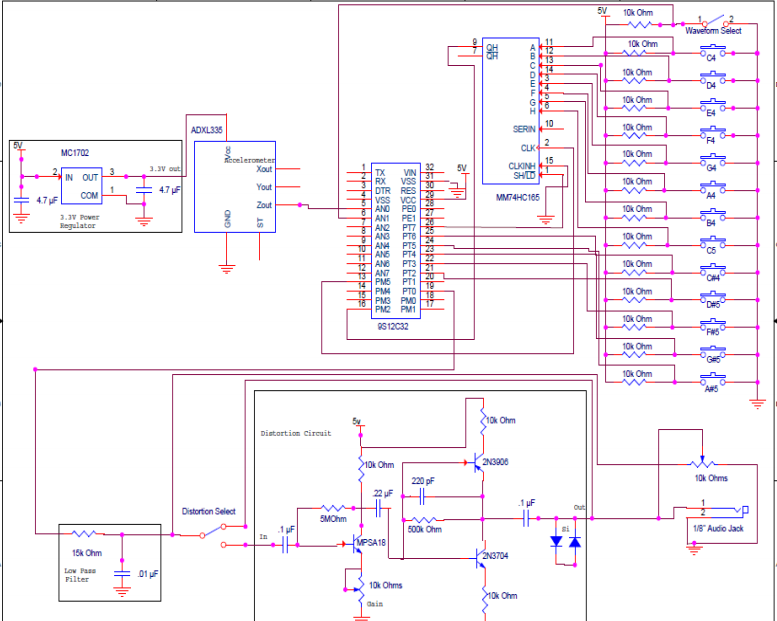 5V
10k Ohm
1
2
Waveform Select
10k Ohm
C4
10k Ohm
D4
10k Ohm
E4
10k Ohm
F4
10k Ohm
G4
10k Ohm
A4
10k Ohm
B4
10k Ohm
C5
10k Ohm
C#4
10k Ohm
D#5
10k Ohm
F#5
10k Ohm
G#5
10k Ohm
A#5
9 QH
7 QH
A 11
B 12
C 13
D 14
E 3
F 4
G 5
H 6
SERIN 10
CLK 2
CLKINH 15
SH/LD 1
MM74HC165
MC1702
5V
2 IN OUT 3
COM 1
3.3V out
4.7 µF
4.7 µF
3.3V Power
Regulator
ADXL335
Vcc
Accelerometer
Xout
Yout
Zout
GND
ST
5V
1 TX VIN 32
2 RX VSS 31
3 DTR RES 30
4 VSS VCC 29
5 AN0 PE0 28
6 AN1 PE1 27
7 AN2 PT7 26
8 AN3 PT6 25
9 AN4 PT5 24
10 AN5 PT4 23
11 AN6 PT3 22
12 AN7 PT2 21
13 PM5 PT1 20
14 PM4 PT0 19
15 PM3 PM0 18
16 PM2 PM1 17
9S12C32
Distortion Circuit
5v
10k Ohm
10k Ohm
2N3906
220 pF
.22 µF
5MOhm
500k Ohm
.1 µF
Out
Si
MPSA18
2N3704
In
.1 µF
10k Ohms
Gain
10k Ohm
Distortion Select
15k Ohm
Low Pass
Filter
.01 µF
10k Ohms
1
2
1/8" Audio Jack